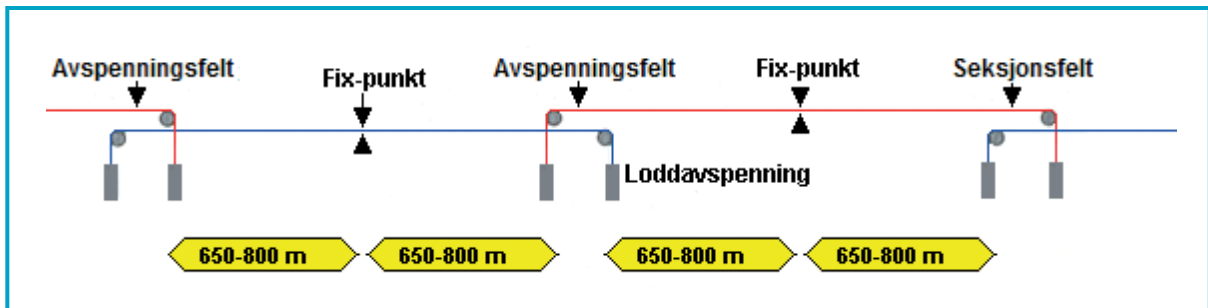 Avspenningsfelt
Fix-punkt
Avspenningsfelt
Fix-punkt
Seksjonsfelt
Loddavspenning
650-800 m
650-800 m
650-800 m
650-800 m